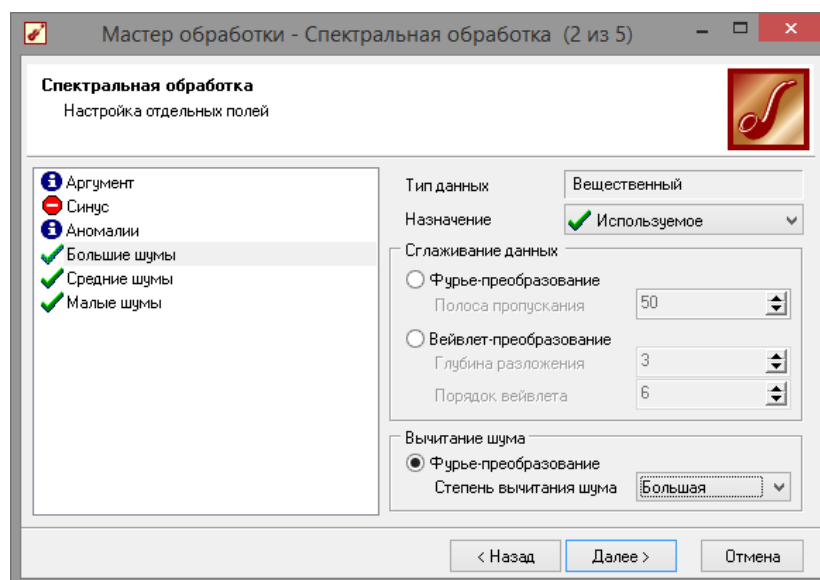 Мастер обработки - Спектральная обработка (2 из 5)
Спектральная обработка
Настройка отдельных полей
Аргумент
Синус
Аномалии
Большие шумы
Средние шумы
Малые шумы
Тип данных Вещественный
Назначение Используемое
Сглаживание данных
Фурье-преобразование
Полоса пропускания 50
Вейвлет-преобразование
Глубина разложения 3
Порядок вейвлета 6
Вычитание шума
Фурье-преобразование
Степень вычитания шума Большая
< Назад Далее > Отмена